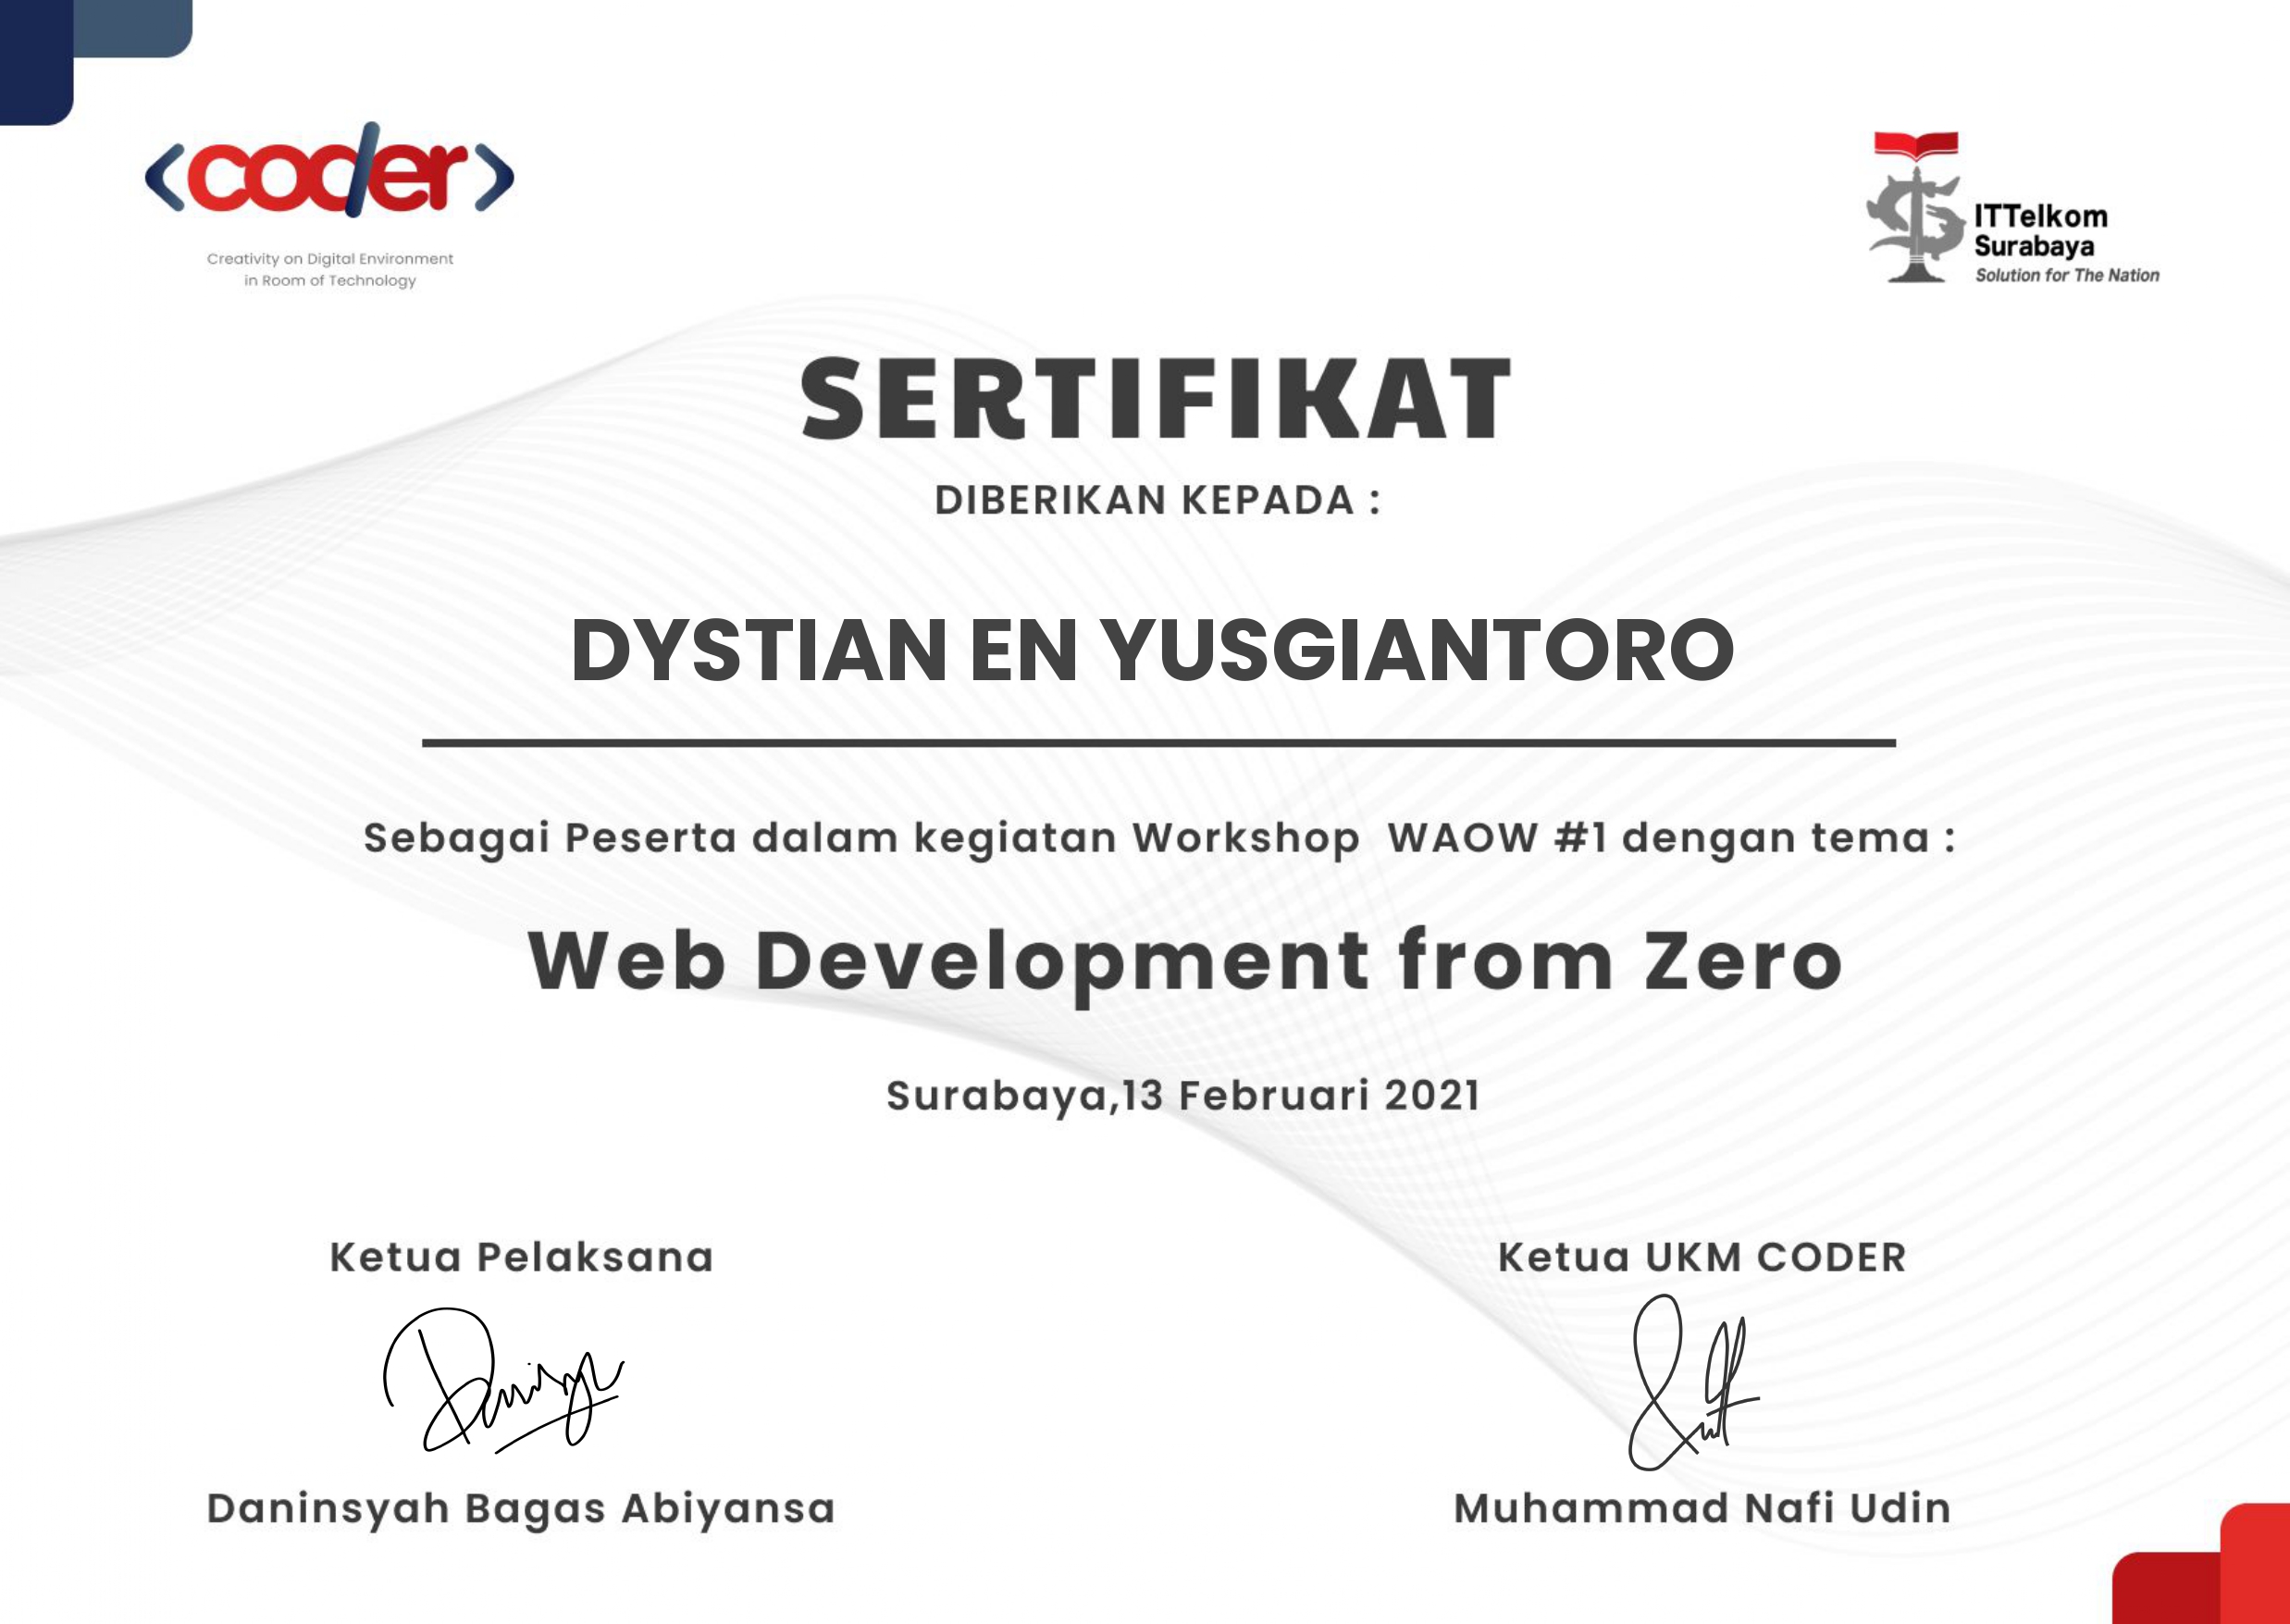 <coder>
Creativity on Digital Environment
in Room of Technology
ITTelkom
Surabaya
Solution for The Nation
SERTIFIKAT
DIBERIKAN KEPADA :
DYSTIAN EN YUSGIANTORO
Sebagai Peserta dalam kegiatan Workshop WAOW #1 dengan tema :
Web Development from Zero
Surabaya,13 Februari 2021
Ketua Pelaksana
Ketua UKM CODER
Daninsyah Bagas Abiyansa
Muhammad Nafi Udin